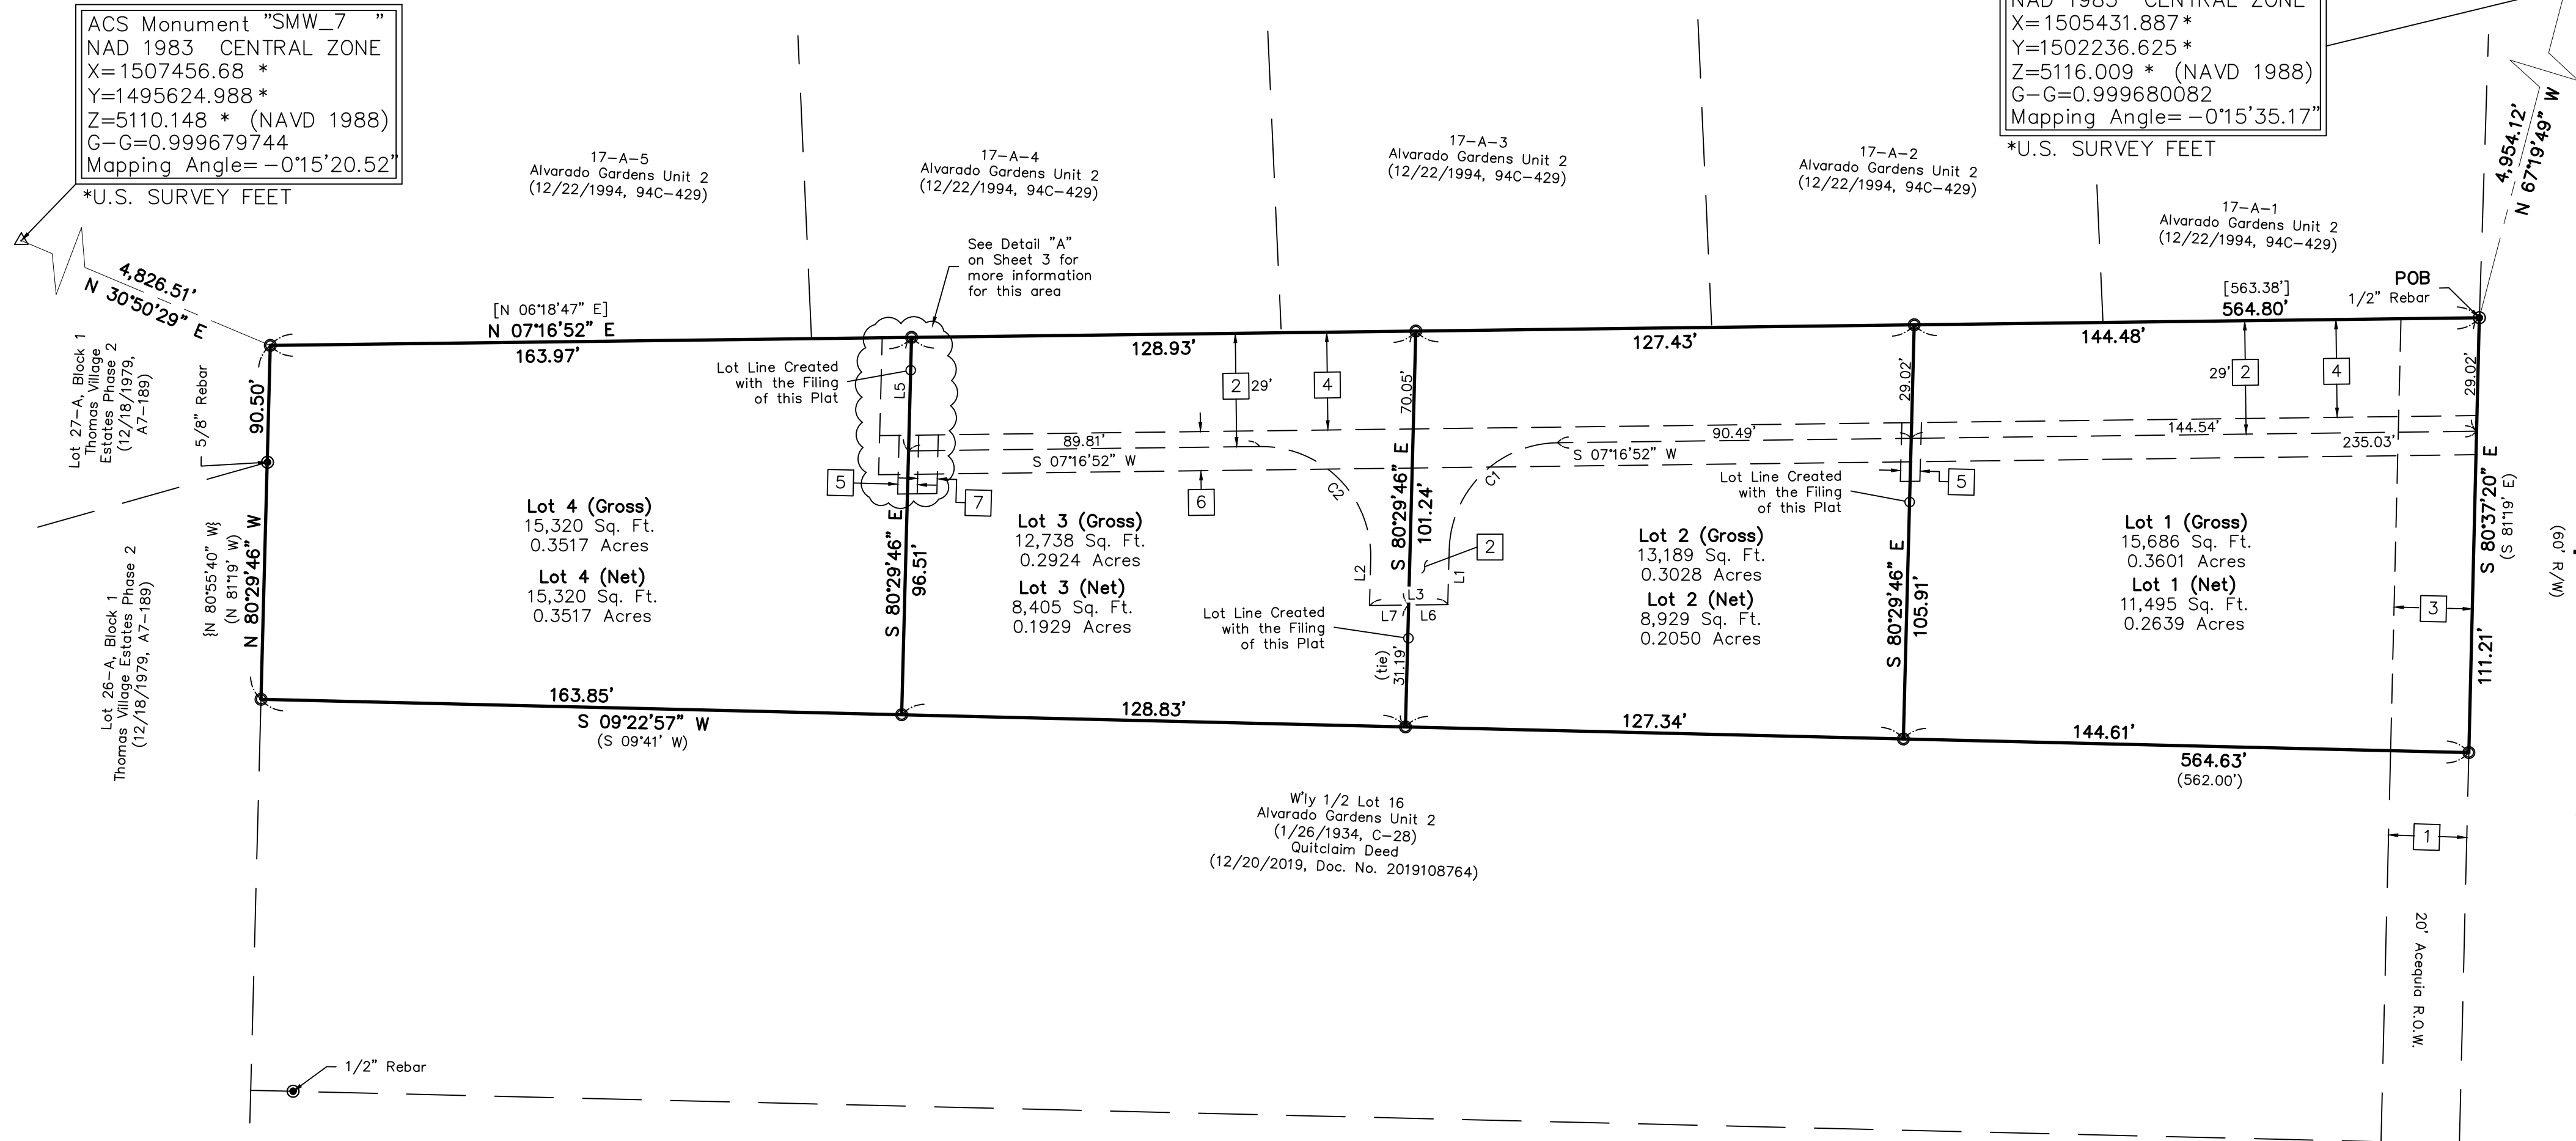 ACS Monument "SMW_7 "
NAD 1983 CENTRAL ZONE
X=1507456.68 *
Y=1495624.988*
Z=5110.148 * (NAVD 1988)
G-G=0.999679744
Mapping Angle= -0°15'20.52"
*U.S. SURVEY FEET
NAD 1983 CENTRAL ZONE
X=1505431.887*
Y=1502236.625*
Z=5116.009 * (NAVD 1988)
G-G=0.999680082
Mapping Angle= -0°15'35.17"
*U.S. SURVEY FEET
4,954.12'
N 67°19'49" W
17-A-5
Alvarado Gardens Unit 2
(12/22/1994, 94C-429)
17-A-4
Alvarado Gardens Unit 2
(12/22/1994, 94C-429)
17-A-3
Alvarado Gardens Unit 2
(12/22/1994, 94C-429)
17-A-2
Alvarado Gardens Unit 2
(12/22/1994, 94C-429)
17-A-1
Alvarado Gardens Unit 2
(12/22/1994, 94C-429)
See Detail "A"
on Sheet 3 for
more information
for this area
4,826.51'
N 30°50'29" E
[N 06°18'47" E]
N 07°16'52" E
163.97'
128.93'
127.43'
144.48'
[563.38']
564.80'
POB
1/2" Rebar
Lot 27-A, Block 1
Thomas Village
Estates Phase 2
(12/18/1979,
A7-189)
5/8" Rebar
90.50'
Lot Line Created
with the Filing
of this Plat
L5
2
29'
4
70.05'
29.02'
29'
2
4
29.02'
89.81'
S 07°16'52" W
90.49'
S 07°16'52" W
144.54'
235.03'
5
7
6
C2
C1
5
Lot Line Created
with the Filing
of this Plat
Lot 4 (Gross)
15,320 Sq. Ft.
0.3517 Acres
Lot 4 (Net)
15,320 Sq. Ft.
0.3517 Acres
S 80°29'46" E
96.51'
Lot 3 (Gross)
12,738 Sq. Ft.
0.2924 Acres
Lot 3 (Net)
8,405 Sq. Ft.
0.1929 Acres
S 80°29'46" E
101.24'
2
L2
L1
L3
L7
L6
Lot Line Created
with the Filing
of this Plat
(tie)
31.19'
Lot 2 (Gross)
13,189 Sq. Ft.
0.3028 Acres
Lot 2 (Net)
8,929 Sq. Ft.
0.2050 Acres
S 80°29'46" E
105.91'
Lot 1 (Gross)
15,686 Sq. Ft.
0.3601 Acres
Lot 1 (Net)
11,495 Sq. Ft.
0.2639 Acres
3
S 80°37'20" E
(S 81°19' E)
111.21'
(60' R/W)
{N 80°55'40" W}
(N 81°19' W)
N 80°29'46" W
Lot 26-A, Block 1
Thomas Village Estates Phase 2
(12/18/1979, A7-189)
163.85'
S 09°22'57" W
(S 09°41' W)
128.83'
127.34'
144.61'
564.63'
(562.00')
W'ly 1/2 Lot 16
Alvarado Gardens Unit 2
(1/26/1934, C-28)
Quitclaim Deed
(12/20/2019, Doc. No. 2019108764)
1
20' Acequia R.O.W.
1/2" Rebar